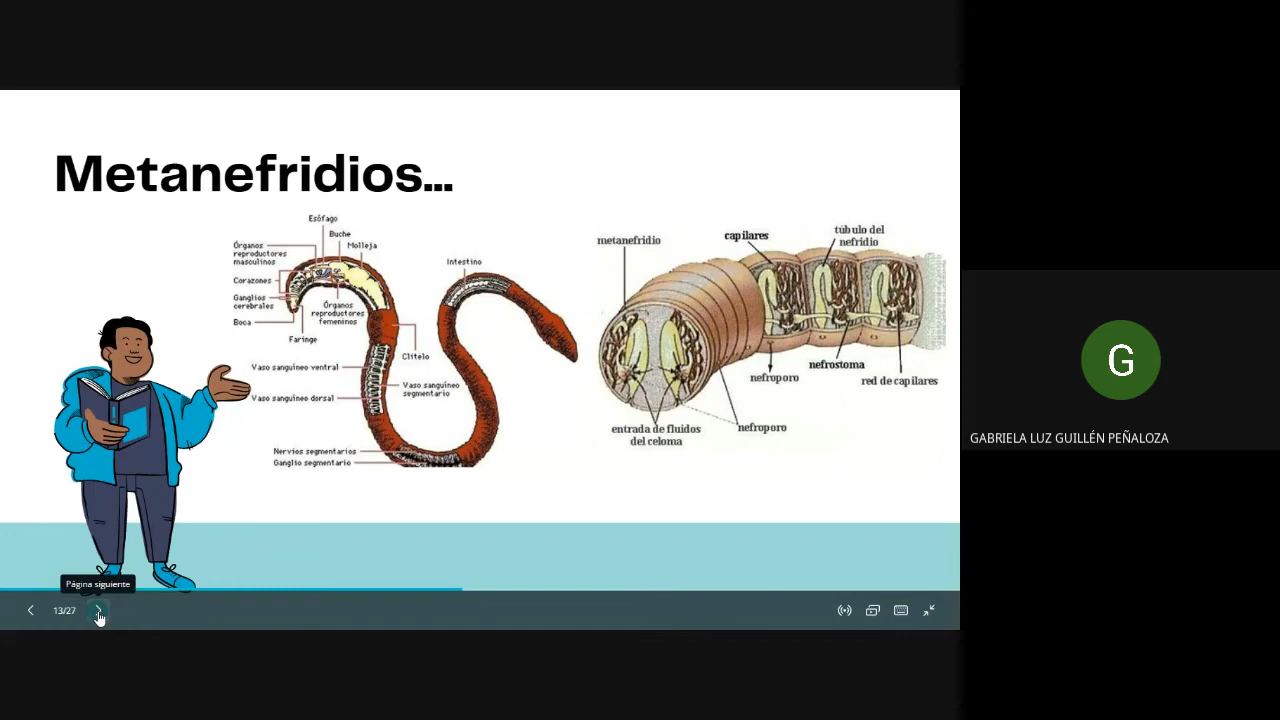 Metanefridios...
Esófago
Buche
Molleja
Órganos
reproductores
masculinos
Corazones
Ganglios
cerebrales
Boca
Faringe
Órganos
reproductores
femeninos
Intestino
Clitelo
Vaso sanguíneo ventral
Vaso sanguíneo
segmentario
Vaso sanguíneo dorsal
Nervios segmentarios
Ganglio segmentario
metanefridio
capilares
túbulo del
nefridio
nefrostoma
nefroporo
red de capilares
entrada de fluidos
del celoma
nefroporo
Página siguiente
13/27
G
GABRIELA LUZ GUILLÉN PEÑALOZA